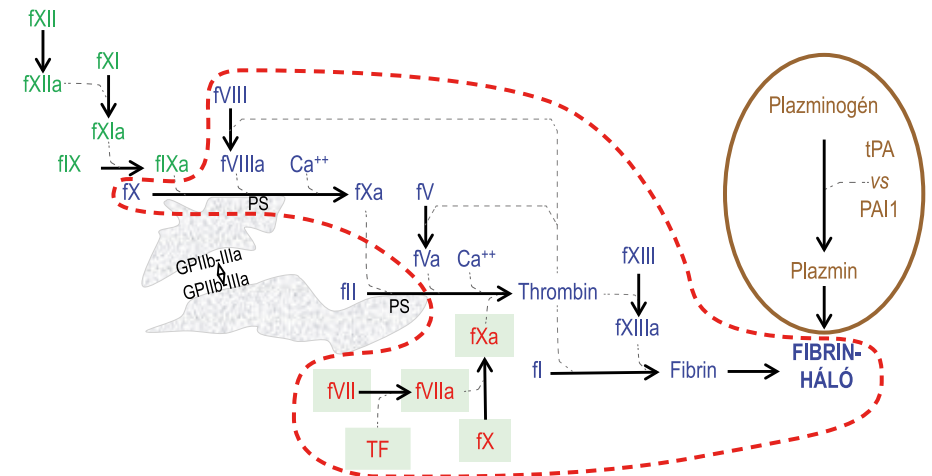 fXII
fXI
fXIIa
fVIII
Plazminogén
fXIa
tPA
fIX
fIXa
fVIIIa
Ca++
vs
fX
fXa
fV
PS
PAI1
GPIIb-IIIa
fVa
Ca++
fXIII
Plazmin
GPIIb-IIIa
fII
Thrombin
PS
fXIIIa
fXa
FIBRIN-
HÁLÓ
fI
Fibrin
fVII
fVIIa
TF
fX